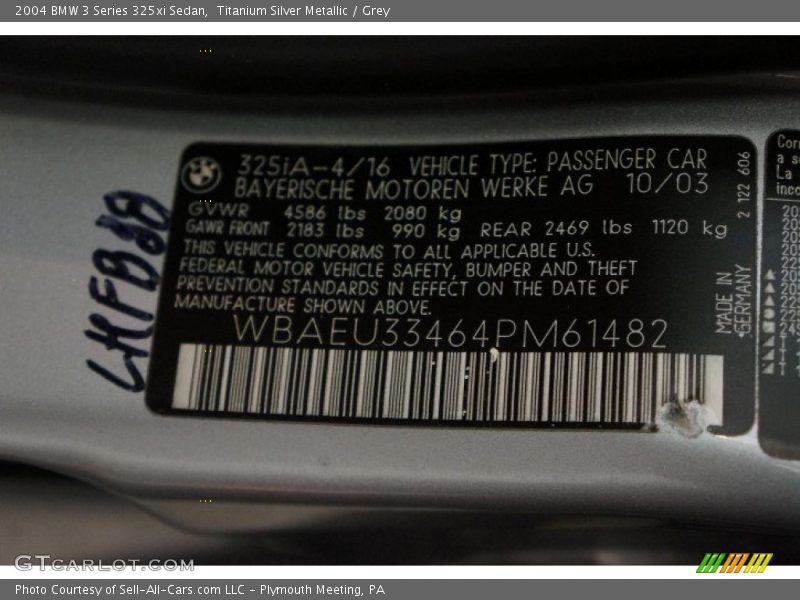 2004 BMW 3 Series 325xi Sedan, Titanium Silver Metallic / Grey
325iA-4/16 VEHICLE TYPE: PASSENGER CAR
BAYERISCHE MOTOREN WERKE AG 10/03
GVWR 4586 lbs 2080 kg
GAWR FRONT 2183 lbs 990 kg REAR 2469 lbs 1120 kg
THIS VEHICLE CONFORMS TO ALL APPLICABLE U.S.
FEDERAL MOTOR VEHICLE SAFETY, BUMPER AND THEFT
PREVENTION STANDARDS IN EFFECT ON THE DATE OF
MANUFACTURE SHOWN ABOVE.
WBAEU33464PM61482
2 122 606
MADE IN
GERMANY
a
La
GTCARLOT.COM
Photo Courtesy of Sell-All-Cars.com LLC - Plymouth Meeting, PA